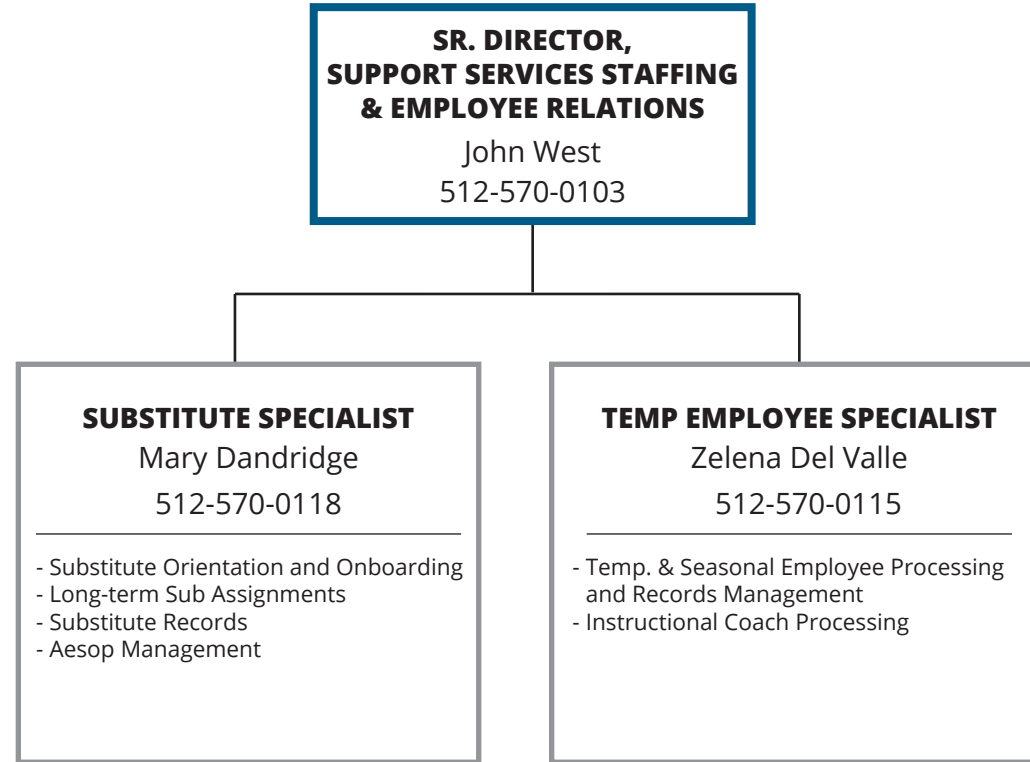 SR. DIRECTOR,
SUPPORT SERVICES STAFFING
& EMPLOYEE RELATIONS
John West
512-570-0103
SUBSTITUTE SPECIALIST
Mary Dandridge
512-570-0118
- Substitute Orientation and Onboarding
- Long-term Sub Assignments
- Substitute Records
- Aesop Management
TEMP EMPLOYEE SPECIALIST
Zelena Del Valle
512-570-0115
- Temp. & Seasonal Employee Processing
and Records Management
- Instructional Coach Processing